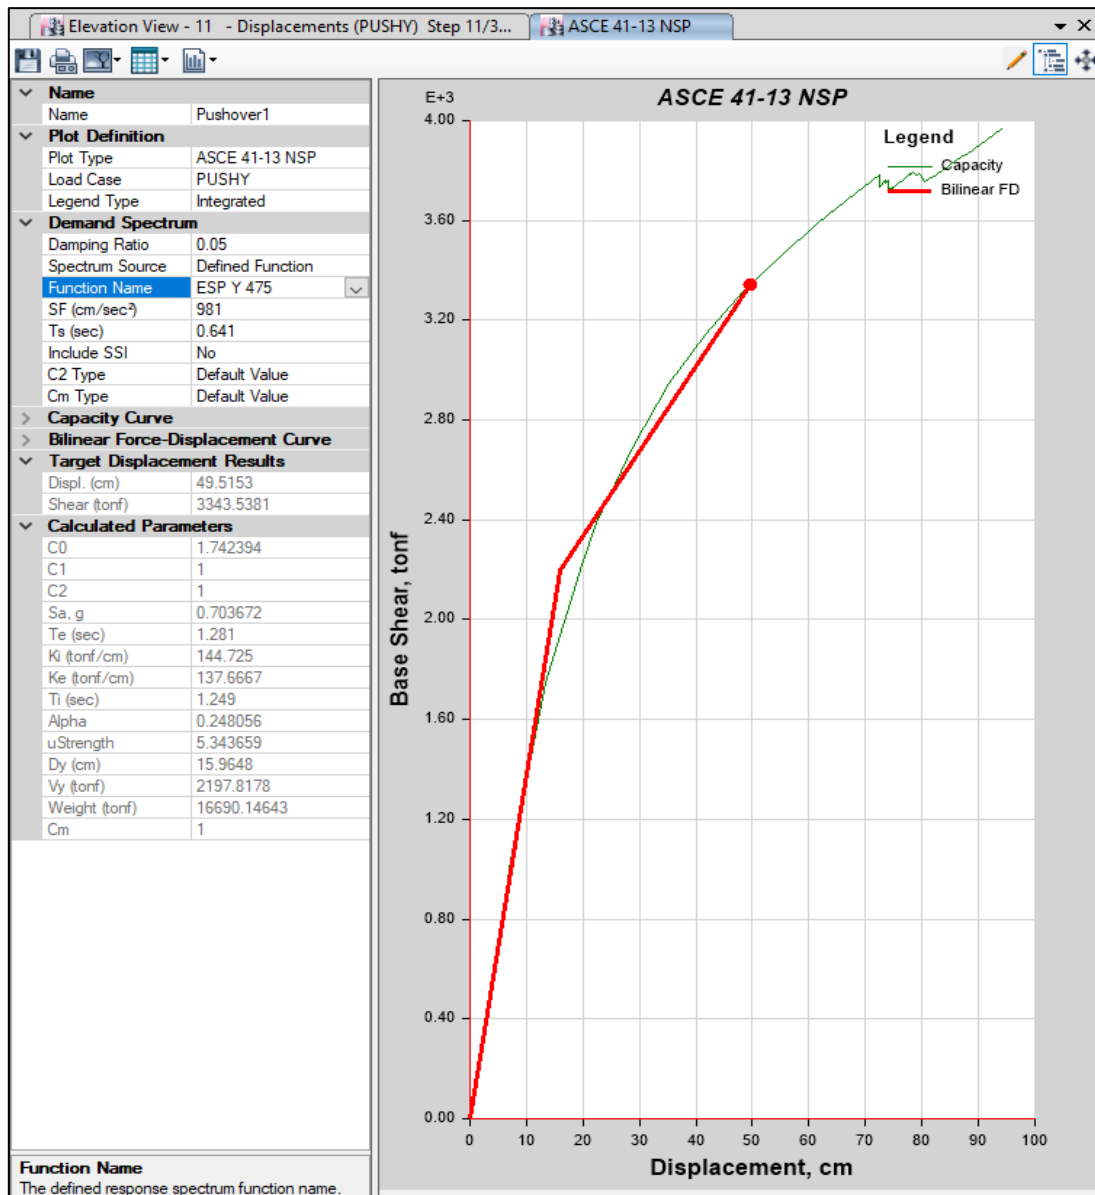 Elevation View - 11   - Displacements (PUSHY)  Step 11/3...
ASCE 41-13 NSP
Name
Name Pushover1
Plot Definition
Plot Type ASCE 41-13 NSP
Load Case PUSHY
Legend Type Integrated
Demand Spectrum
Damping Ratio 0.05
Spectrum Source Defined Function
Function Name ESP Y 475
SF (cm/sec²) 981
Ts (sec) 0.641
Include SSI No
C2 Type Default Value
Cm Type Default Value
Capacity Curve
Bilinear Force-Displacement Curve
Target Displacement Results
Displ. (cm) 49.5153
Shear (tonf) 3343.5381
Calculated Parameters
C0 1.742394
C1 1
C2 1
Sa, g 0.703672
Te (sec) 1.281
Ki (tonf/cm) 144.725
Ke (tonf/cm) 137.6667
Ti (sec) 1.249
Alpha 0.248056
uStrength 5.343659
Dy (cm) 15.9648
Vy (tonf) 2197.8178
Weight (tonf) 16690.14643
Cm 1
Function Name
The defined response spectrum function name.
ASCE 41-13 NSP
E+3
4.00
3.60
3.20
2.80
2.40
2.00
1.60
1.20
0.80
0.40
0.00
Base Shear, tonf
Legend
Capacity
Bilinear FD
0 10 20 30 40 50 60 70 80 90 100
Displacement, cm